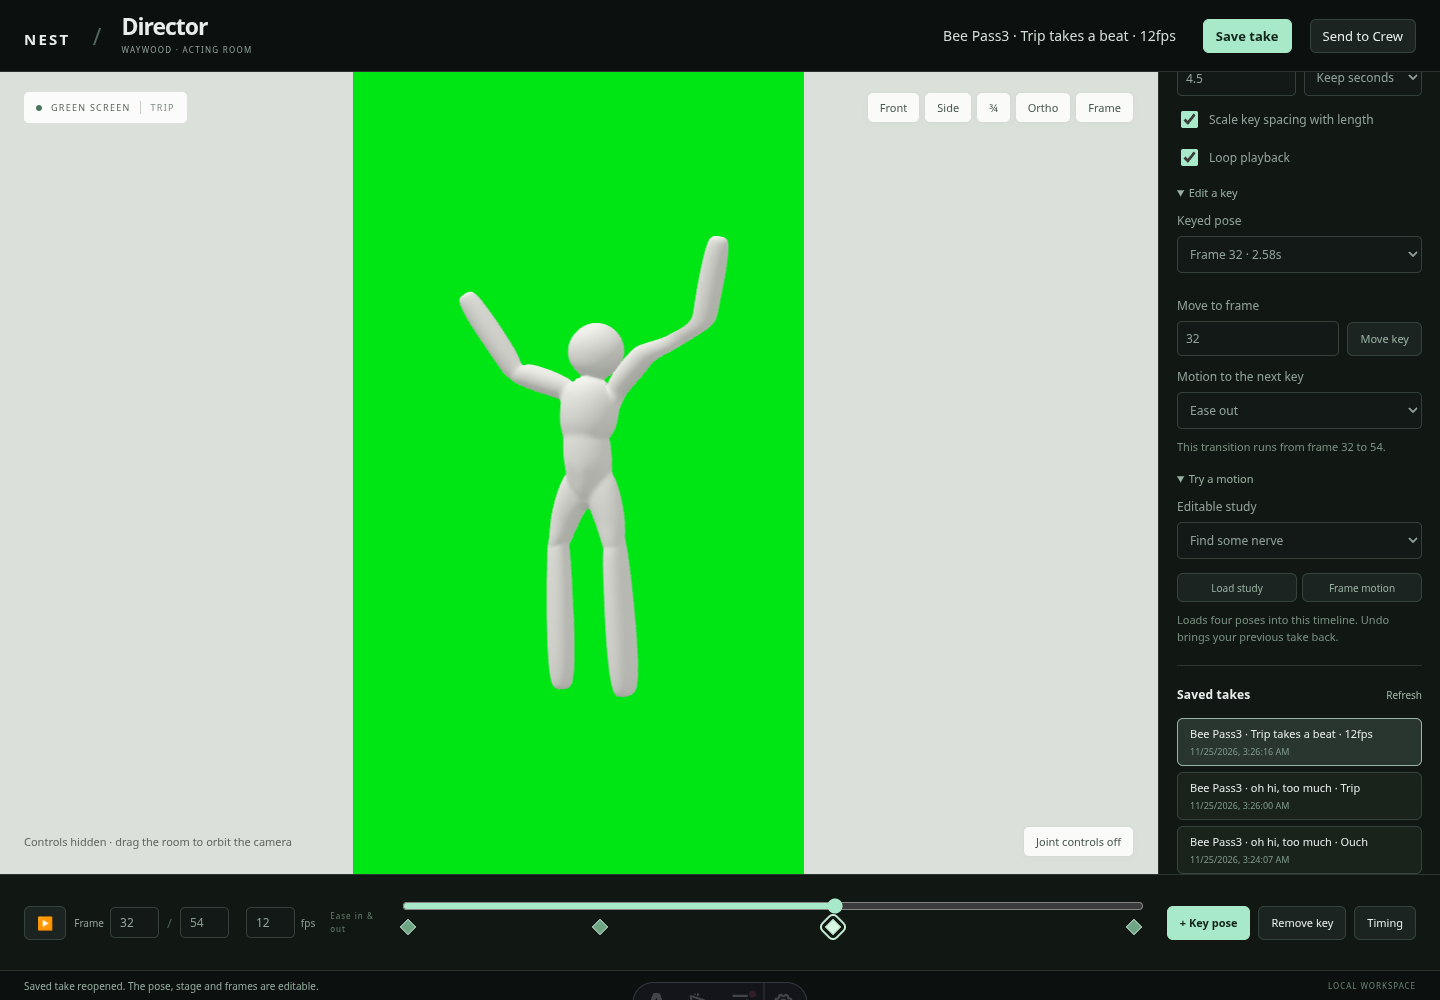 NEST / Director
WAYWOOD · ACTING ROOM
Bee Pass3 · Trip takes a beat · 12fps
Save take
Send to Crew
GREEN SCREEN | TRIP
Front
Side
¾
Ortho
Frame
4.5
Keep seconds
Scale key spacing with length
Loop playback
Edit a key
Keyed pose
Frame 32 · 2.58s
Move to frame
32
Move key
Motion to the next key
Ease out
This transition runs from frame 32 to 54.
Try a motion
Editable study
Find some nerve
Load study
Frame motion
Loads four poses into this timeline. Undo
brings your previous take back.
Saved takes
Refresh
Bee Pass3 · Trip takes a beat · 12fps
11/25/2026, 3:26:16 AM
Bee Pass3 · oh hi, too much · Trip
11/25/2026, 3:26:00 AM
Bee Pass3 · oh hi, too much · Ouch
11/25/2026, 3:24:07 AM
Controls hidden · drag the room to orbit the camera
Joint controls off
Frame
32
/
54
12
fps
Ease in &
out
+ Key pose
Remove key
Timing
Saved take reopened. The pose, stage and frames are editable.
LOCAL WORKSPACE